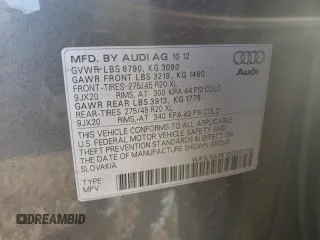 MFD. BY AUDI AG 10 12
GVWR-LBS 6790, KG 3080
GAWR FRONT LBS 3219, KG 1460
FRONT-TIRES 275/45 R20 XL
9JX20 RIMS, AT 300 KPA 44 PSI COLD
GAWR REAR LBS 3913, KG 1775
REAR-TIRES 275/45 R20 XL
9JX20 RIMS, AT 340 KPA 49 PSI COLD
THIS VEHICLE CONFORMS TO ALL APPLICABLE
U.S. FEDERAL MOTOR VEHICLE SAFETY AND
THEFT PREVENTION STANDARDS IN EFFECT ON
THE DATE OF MANUFACTURE SHOWN ABOVE.
SLOVAKIA
TYPE:
MPV
Audi
DREAMBID